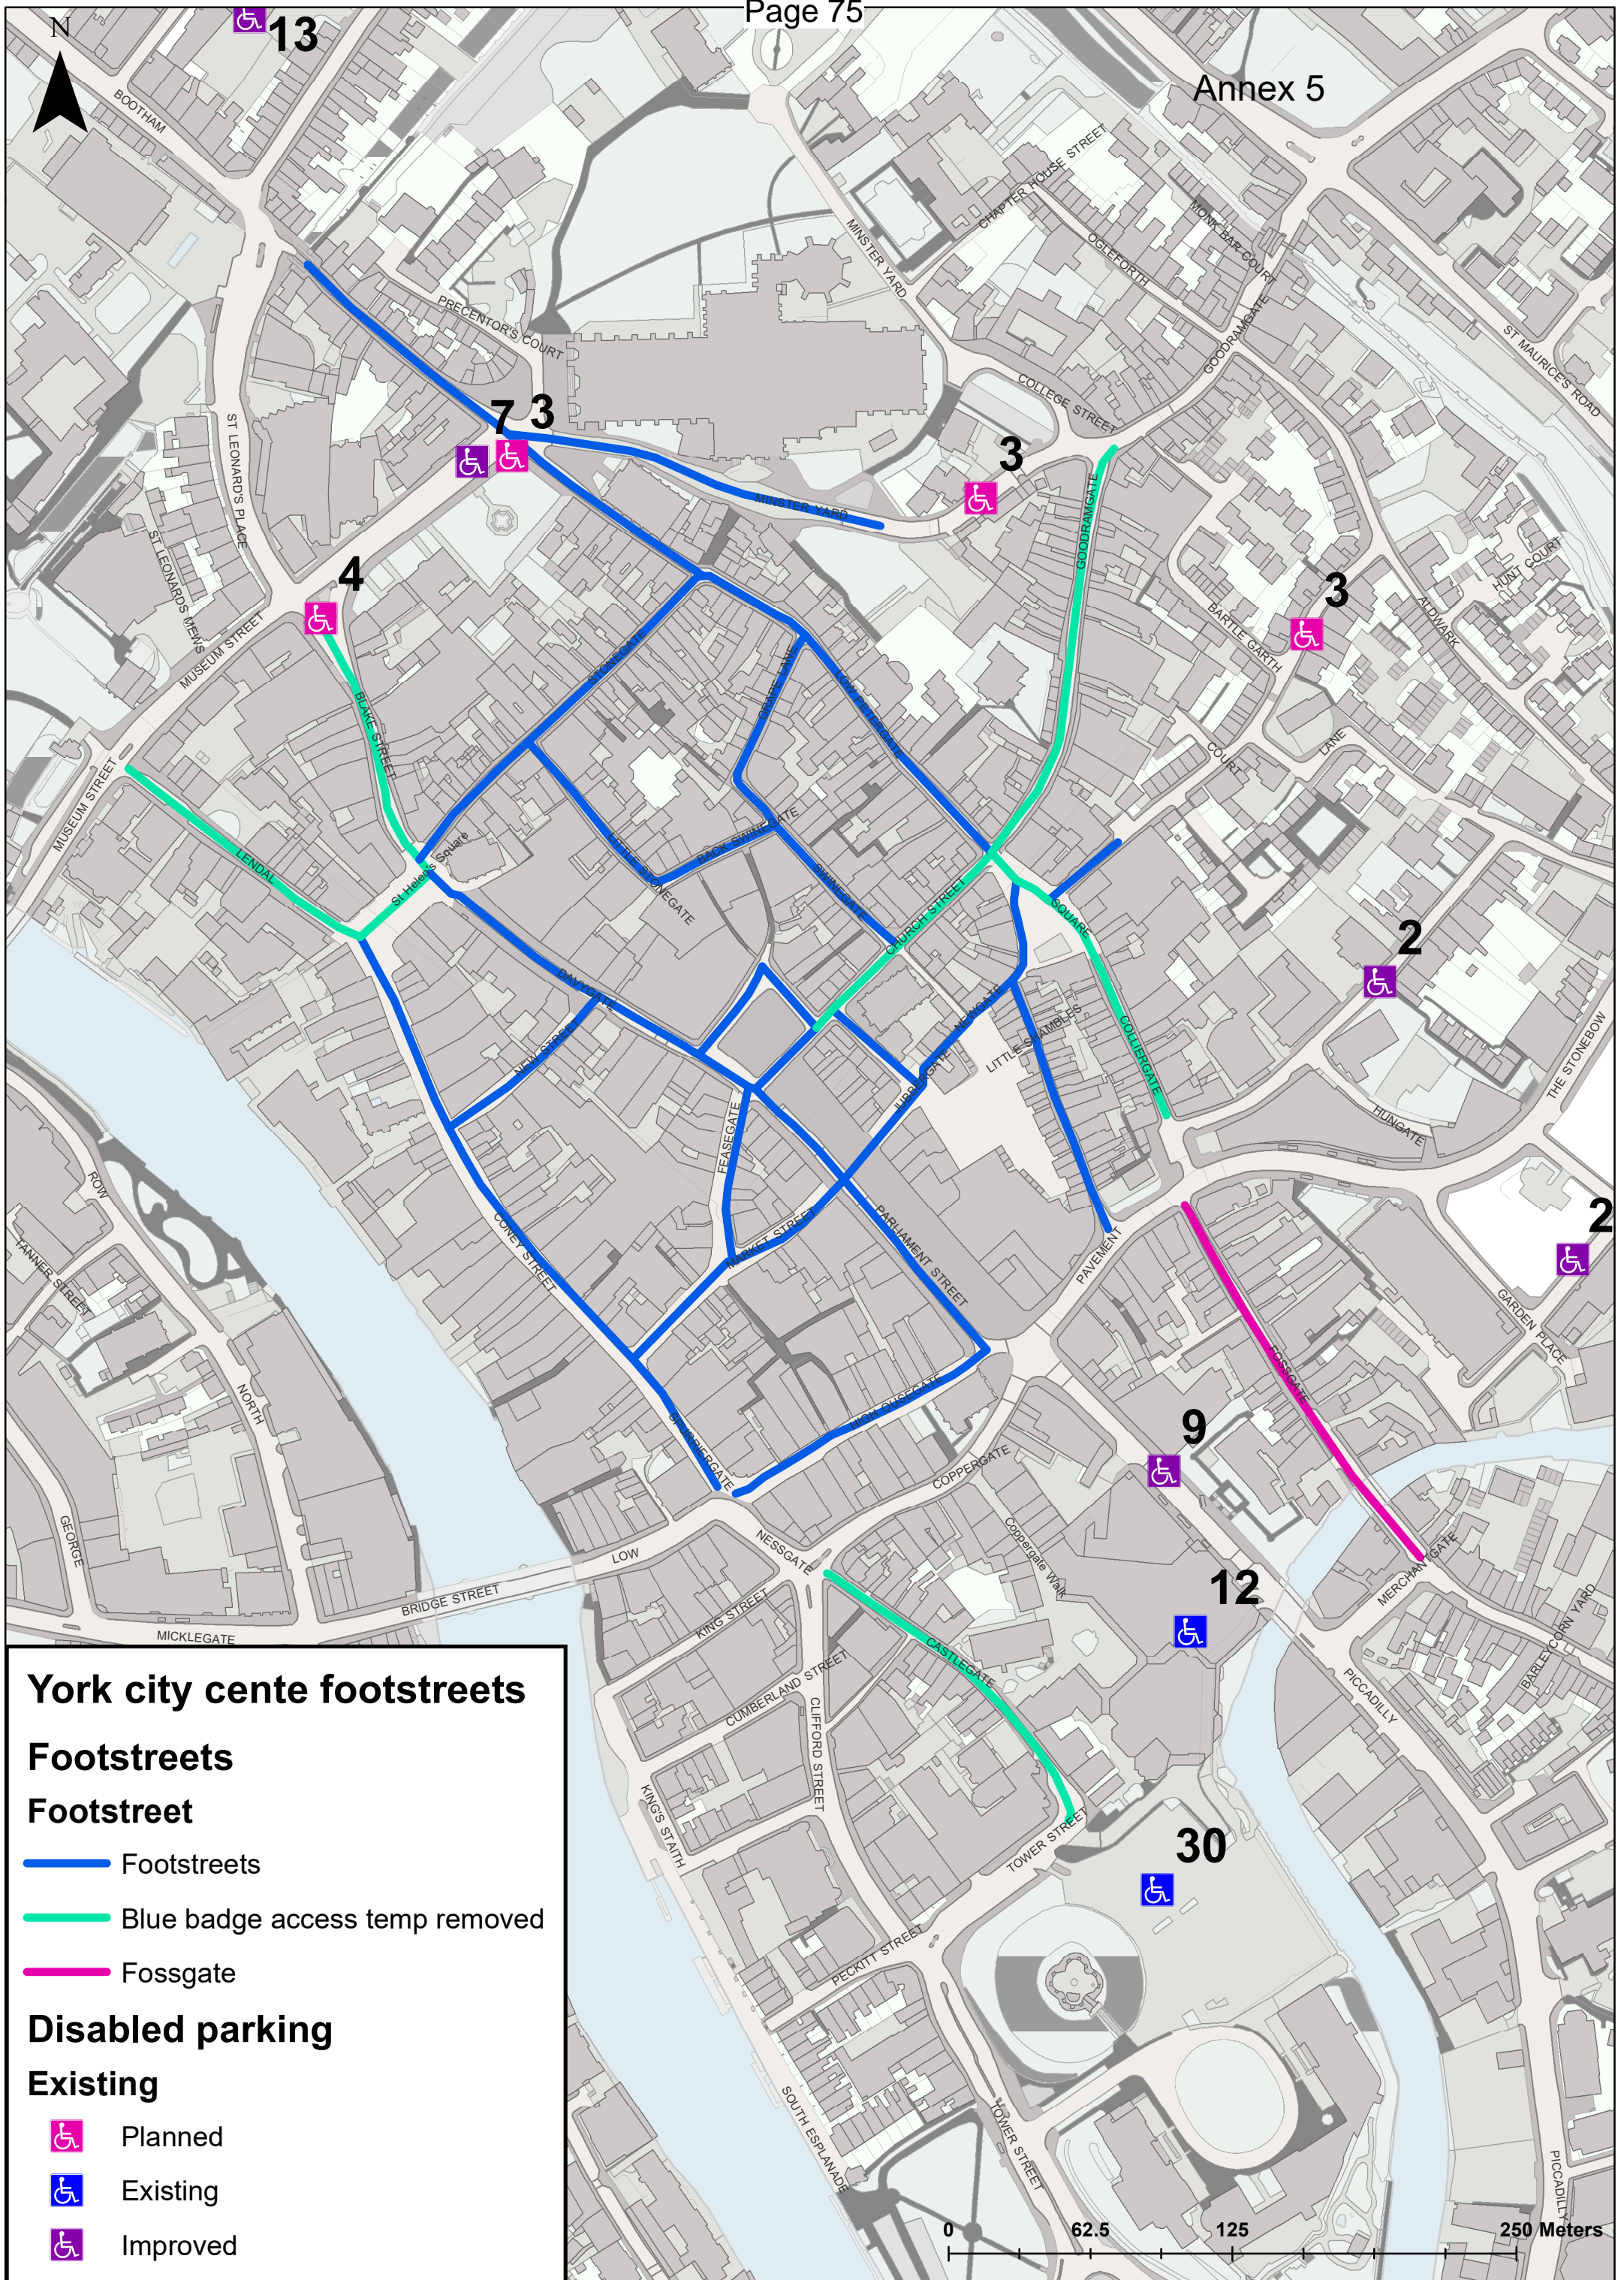 Page 75
N
13
Annex 5
BOOTHAM
CHAPTER HOUSE STREET
MONK BAR COURT
MINSTER YARD
OGLEFORTH
PRECENTOR'S COURT
GOODRAMGATE
ST MAURICE'S ROAD
COLLEGE STREET
7
3
3
ST LEONARD'S PLACE
MINSTER YARD
GOODRAMGATE
ST LEONARDS MEWS
4
HUNT COURT
3
ALDWARK
BARTLE GARTH
MUSEUM STREET
STONEGATE
GRAPE LANE
LOW PETERGATE
BLAKE STREET
COURT
LANE
MUSEUM STREET
LENDAL
St Helen's Square
LITTLE STONEGATE
BACK SWINEGATE
SWINEGATE
CHURCH STREET
SQUARE
2
DAVYGATE
NEW STREET
JUBBERGATE
NEWGATE
LITTLE SHAMBLES
COLLIERGATE
THE STONEBOW
HUNGATE
FEASEGATE
ROW
TANNER STREET
CONEY STREET
MARKET STREET
PARLIAMENT STREET
PAVEMENT
2
GARDEN PLACE
FOSSGATE
NORTH
SPURRIERGATE
HIGH OUSEGATE
COPPERGATE
9
GEORGE
NESSGATE
LOW
Coppergate Walk
MERCHANTGATE
12
BRIDGE STREET
KING STREET
MICKLEGATE
BARLEYCORN YARD
CASTLEGATE
CUMBERLAND STREET
PICCADILLY
CLIFFORD STREET
KING'S STAITH
TOWER STREET
30
PECKITT STREET
SOUTH ESPLANADE
TOWER STREET
PICCADILLY
York city cente footstreets
Footstreets
Footstreet
Footstreets
Blue badge access temp removed
Fossgate
Disabled parking
Existing
Planned
Existing
Improved
0 62.5 125 250 Meters